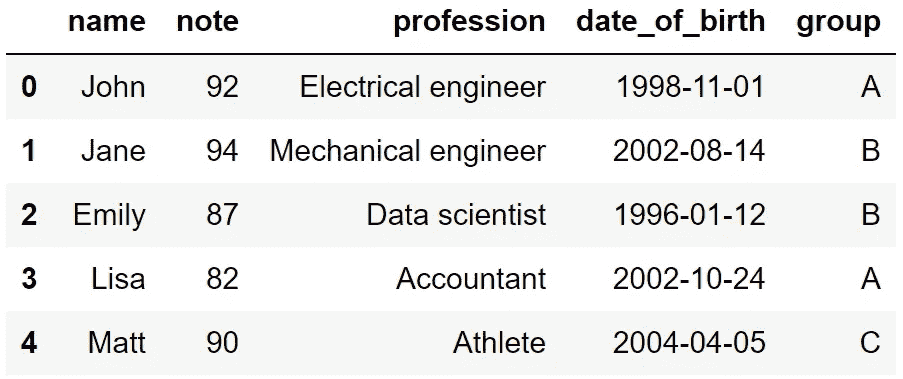 name note profession date_of_birth group
0 John 92 Electrical engineer 1998-11-01 A
1 Jane 94 Mechanical engineer 2002-08-14 B
2 Emily 87 Data scientist 1996-01-12 B
3 Lisa 82 Accountant 2002-10-24 A
4 Matt 90 Athlete 2004-04-05 C